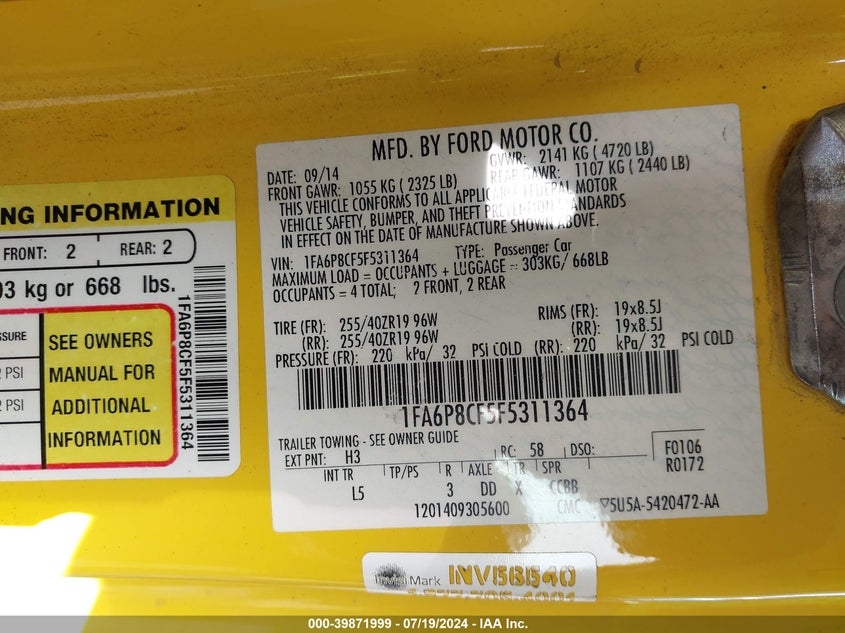 NG INFORMATION
FRONT: 2 REAR: 2
kg or 668 lbs.
SSURE
PSI
PSI
SEE OWNERS
MANUAL FOR
ADDITIONAL
INFORMATION
1FA6P8CF5F5311364
MFD. BY FORD MOTOR CO.
DATE: 09/14 GVWR: 2141 KG ( 4720 LB)
FRONT GAWR: 1055 KG ( 2325 LB) REAR GAWR: 1107 KG ( 2440 LB)
THIS VEHICLE CONFORMS TO ALL APPLICABLE FEDERAL MOTOR
VEHICLE SAFETY, BUMPER, AND THEFT PREVENTION STANDARDS
IN EFFECT ON THE DATE OF MANUFACTURE SHOWN ABOVE.
VIN: 1FA6P8CF5F5311364 TYPE: Passenger Car
MAXIMUM LOAD = OCCUPANTS + LUGGAGE = 303KG/ 668LB
OCCUPANTS = 4 TOTAL; 2 FRONT, 2 REAR
TIRE (FR): 255/40ZR19 96W RIMS (FR): 19x8.5J
(RR): 255/40ZR19 96W (RR): 19x8.5J
PRESSURE (FR): 220 kPa/ 32 PSI COLD (RR): 220 kPa/ 32 PSI COLD
1FA6P8CF5F5311364
TRAILER TOWING - SEE OWNER GUIDE
EXT PNT: H3 RC: 58 DSO: F0106
R0172
INT TR TP/PS R AXLE TR SPR
L5 3 DD X CCBB
1201409305600 CMC ▽5U5A-5420472-AA
Mark INV58540
000-39871999 - 07/19/2024 - IAA Inc.